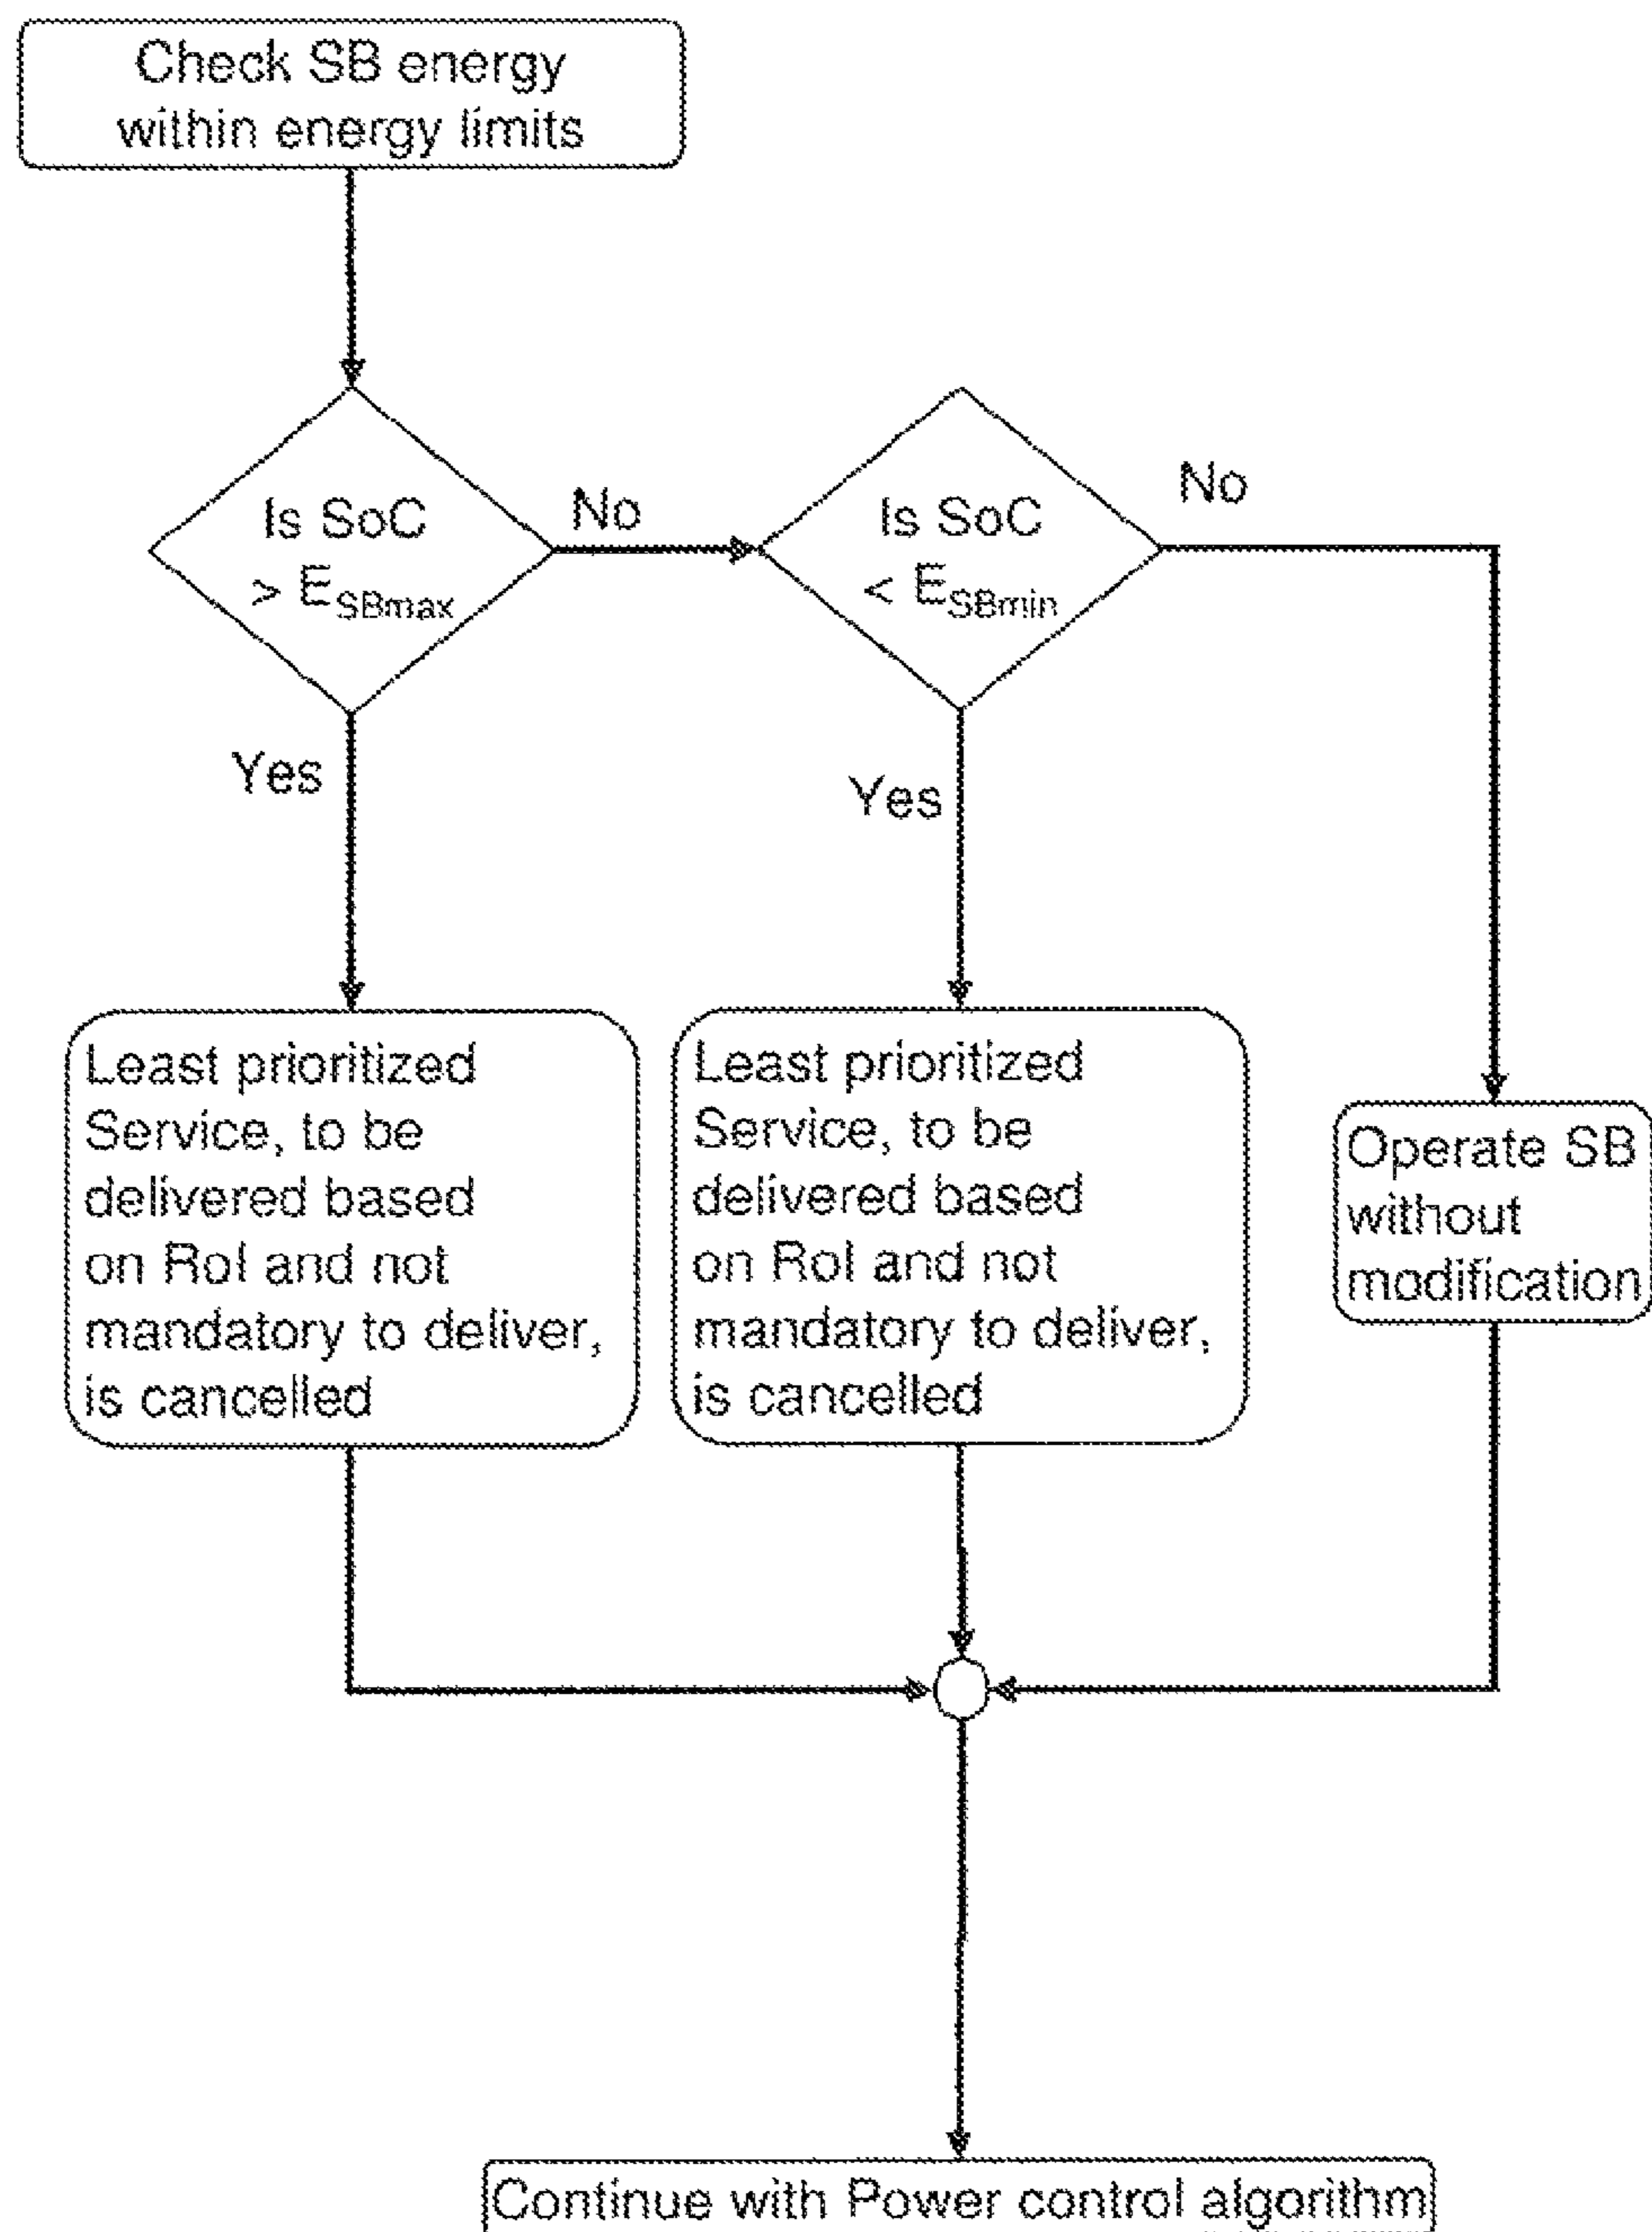 Check SB energy
within energy limits
Is SoC
> E_SBmax
No
Is SoC
< E_SBmin
No
Yes
Yes
Least prioritized
Service, to be
delivered based
on RoI and not
mandatory to deliver,
is cancelled
Least prioritized
Service, to be
delivered based
on RoI and not
mandatory to deliver,
is cancelled
Operate SB
without
modification
Continue with Power control algorithm